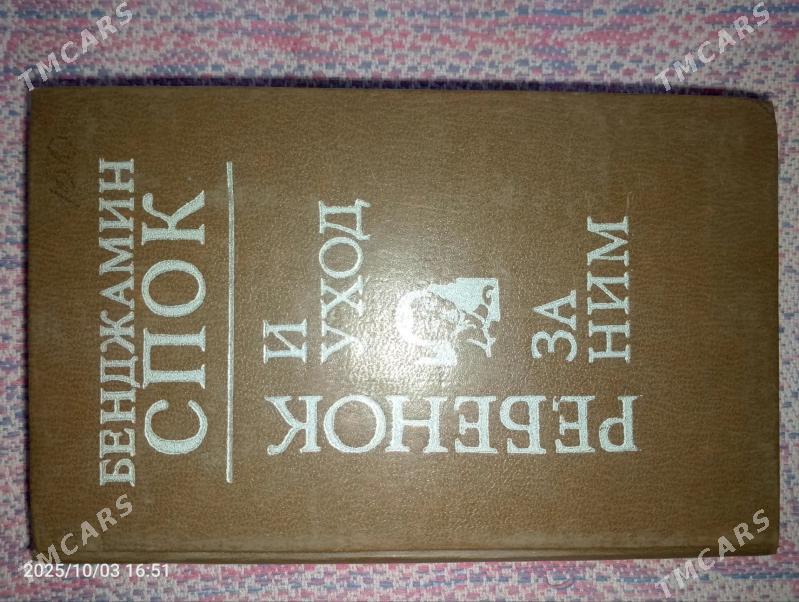 БЕНДЖАМИН
СПОК
РЕБЕНОК
И
УХОД
ЗА
НИМ
TMCARS
TMCARS
TMCARS
TMCARS
2025/10/03 16:51